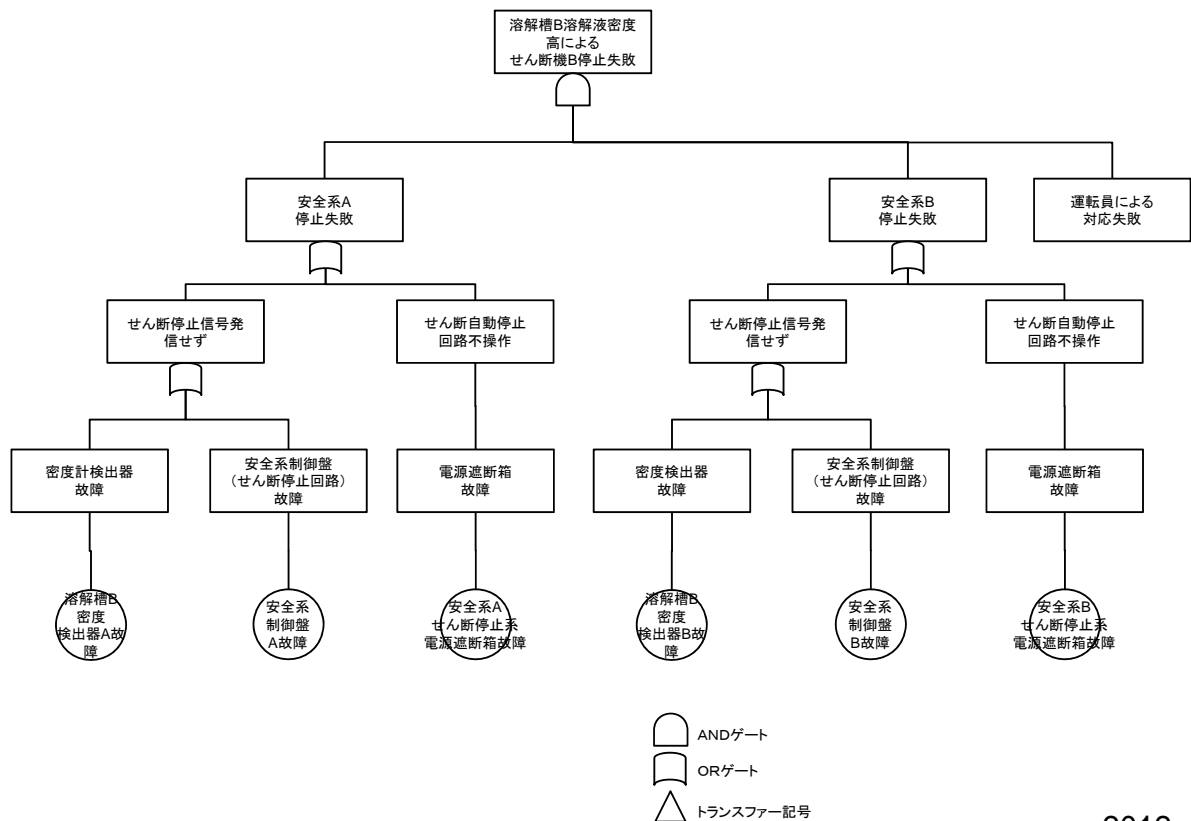 溶解槽B溶解液密度
高による
せん断機B停止失敗
安全系A
停止失敗
安全系B
停止失敗
運転員による
対応失敗
せん断停止信号発
信せず
せん断自動停止
回路不操作
せん断停止信号発
信せず
せん断自動停止
回路不操作
密度計検出器
故障
安全系制御盤
(せん断停止回路)
故障
電源遮断箱
故障
密度検出器
故障
安全系制御盤
(せん断停止回路)
故障
電源遮断箱
故障
溶解槽B
密度
検出器A故
障
安全系
制御盤
A故障
安全系A
せん断停止系
電源遮断箱故障
溶解槽B
密度
検出器B故
障
安全系
制御盤
B故障
安全系B
せん断停止系
電源遮断箱故障
ANDゲート
ORゲート
トランスファー記号